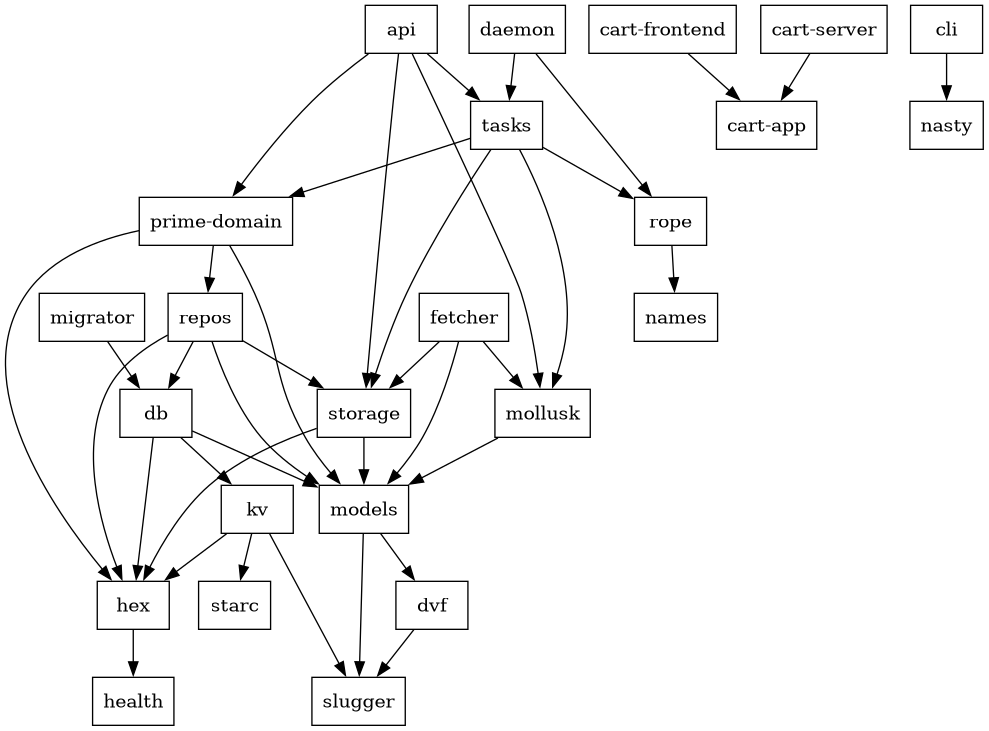 api
daemon
cart-frontend
cart-server
cli
tasks
cart-app
nasty
prime-domain
rope
migrator
repos
fetcher
names
db
storage
mollusk
kv
models
hex
starc
dvf
health
slugger